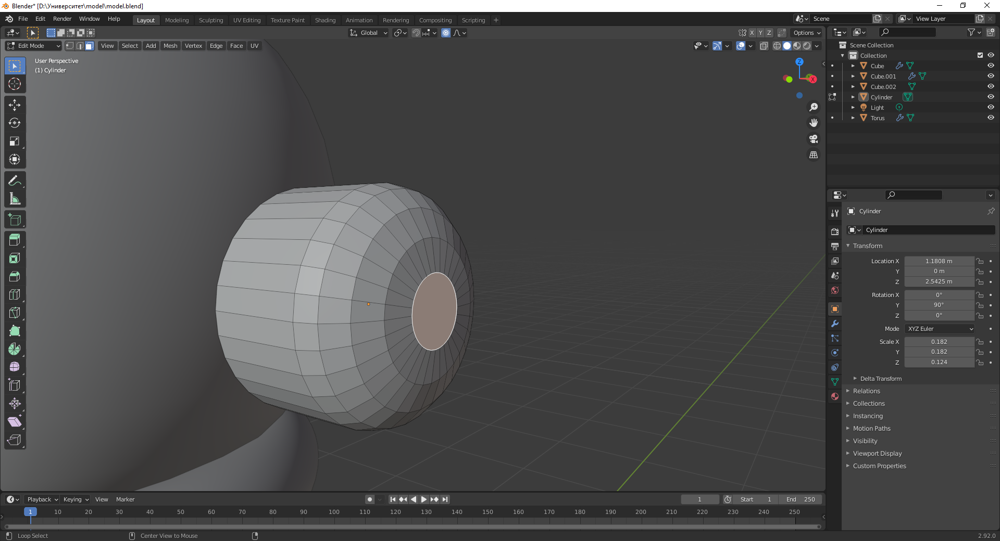 Blender* [D:\Университет\model\model.blend]
File Edit Render Window Help Layout Modeling Sculpting UV Editing Texture Paint Shading Animation Rendering Compositing Scripting + Scene View Layer
Global X Y Z Options
Edit Mode View Select Add Mesh Vertex Edge Face UV
User Perspective
(1) Cylinder
Z
X
Scene Collection
Collection
Cube
Cube.001
Cube.002
Cylinder
Light
Torus
Cylinder
Cylinder
Transform
Location X 1.1808 m
Y 0 m
Z 2.5425 m
Rotation X 0°
Y 90°
Z 0°
Mode XYZ Euler
Scale X 0.182
Y 0.182
Z 0.124
Delta Transform
Relations
Collections
Instancing
Motion Paths
Visibility
Viewport Display
Custom Properties
Playback Keying View Marker 1 Start 1 End 250
1 10 20 30 40 50 60 70 80 90 100 110 120 130 140 150 160 170 180 190 200 210 220 230 240 250
Loop Select Center View to Mouse 2.92.0